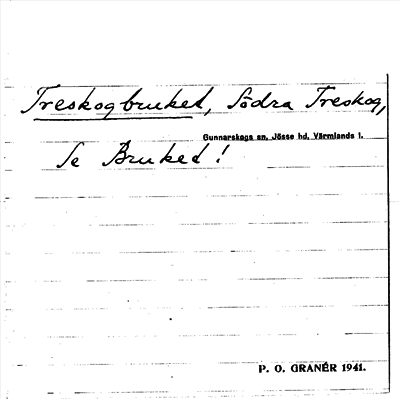 Treskogbruket, Södra Treskog,
Gunnarskogs sn, Jösse hd, Värmlands l.
Se Bruket!
P. O. GRANÉR 1941.